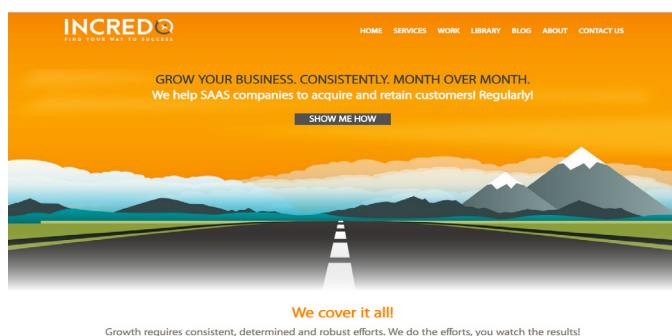 INCREDO
FIND YOUR WAY TO SUCCESS
HOME SERVICES WORK LIBRARY BLOG ABOUT CONTACT US
GROW YOUR BUSINESS. CONSISTENTLY. MONTH OVER MONTH.
We help SAAS companies to acquire and retain customers! Regularly!
SHOW ME HOW
We cover it all!
Growth requires consistent, determined and robust efforts. We do the efforts, you watch the results!